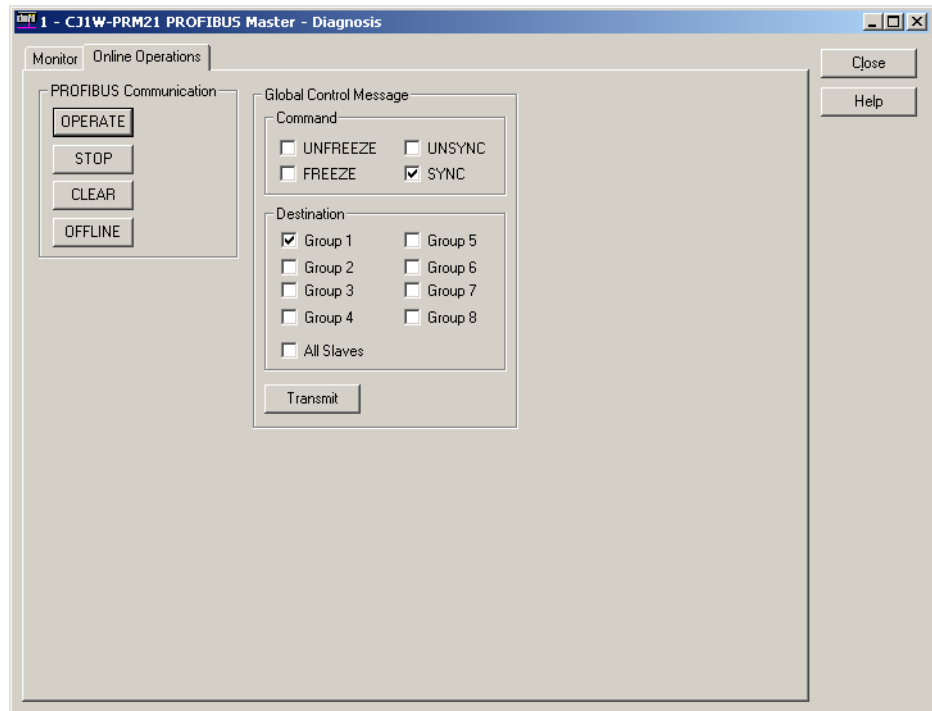 1 - CJ1W-PRM21 PROFIBUS Master - Diagnosis
Monitor
Online Operations
Close
Help
PROFIBUS Communication
OPERATE
STOP
CLEAR
OFFLINE
Global Control Message
Command
UNFREEZE
UNSYNC
FREEZE
SYNC
Destination
Group 1
Group 5
Group 2
Group 6
Group 3
Group 7
Group 4
Group 8
All Slaves
Transmit